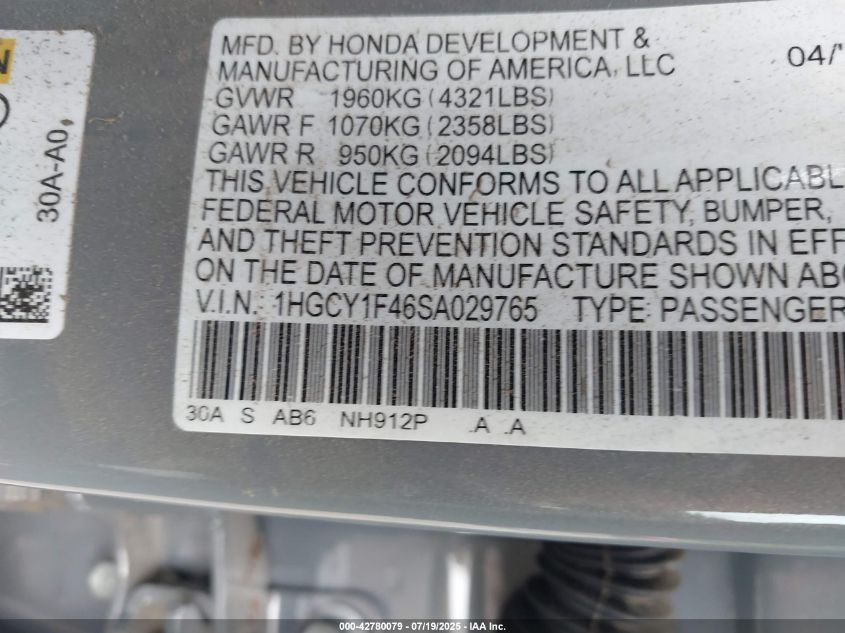 MFD. BY HONDA DEVELOPMENT &
MANUFACTURING OF AMERICA, LLC
04/
GVWR 1960KG (4321LBS)
GAWR F 1070KG (2358LBS)
GAWR R 950KG (2094LBS)
THIS VEHICLE CONFORMS TO ALL APPLICABL
FEDERAL MOTOR VEHICLE SAFETY, BUMPER,
AND THEFT PREVENTION STANDARDS IN EFF
ON THE DATE OF MANUFACTURE SHOWN ABO
V.I.N. 1HGCY1F46SA029765 TYPE: PASSENGER
30A S AB6 NH912P .A .A
30A-A0,
000-42780079 / 07/19/2025 / IAA Inc.